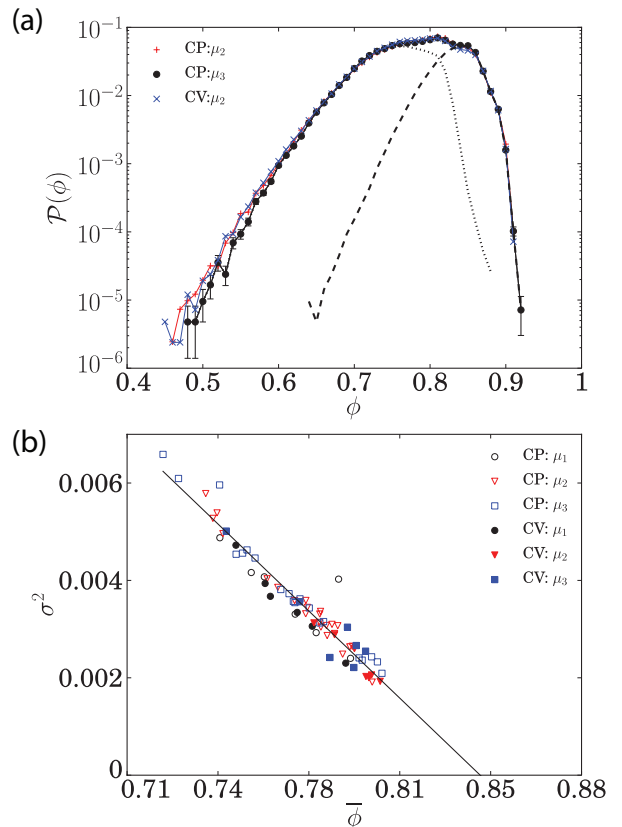 (a)
CP:μ₂
CP:μ₃
CV:μ₂
10⁻¹
10⁻²
10⁻³
10⁻⁴
10⁻⁵
10⁻⁶
P(ϕ)
0.4 0.5 0.6 0.7 0.8 0.9 1
ϕ
(b)
CP: μ₁
CP: μ₂
CP: μ₃
CV: μ₁
CV: μ₂
CV: μ₃
0.006
0.004
0.002
0
σ²
0.71 0.74 0.78 0.81 0.85 0.88
ϕ̅